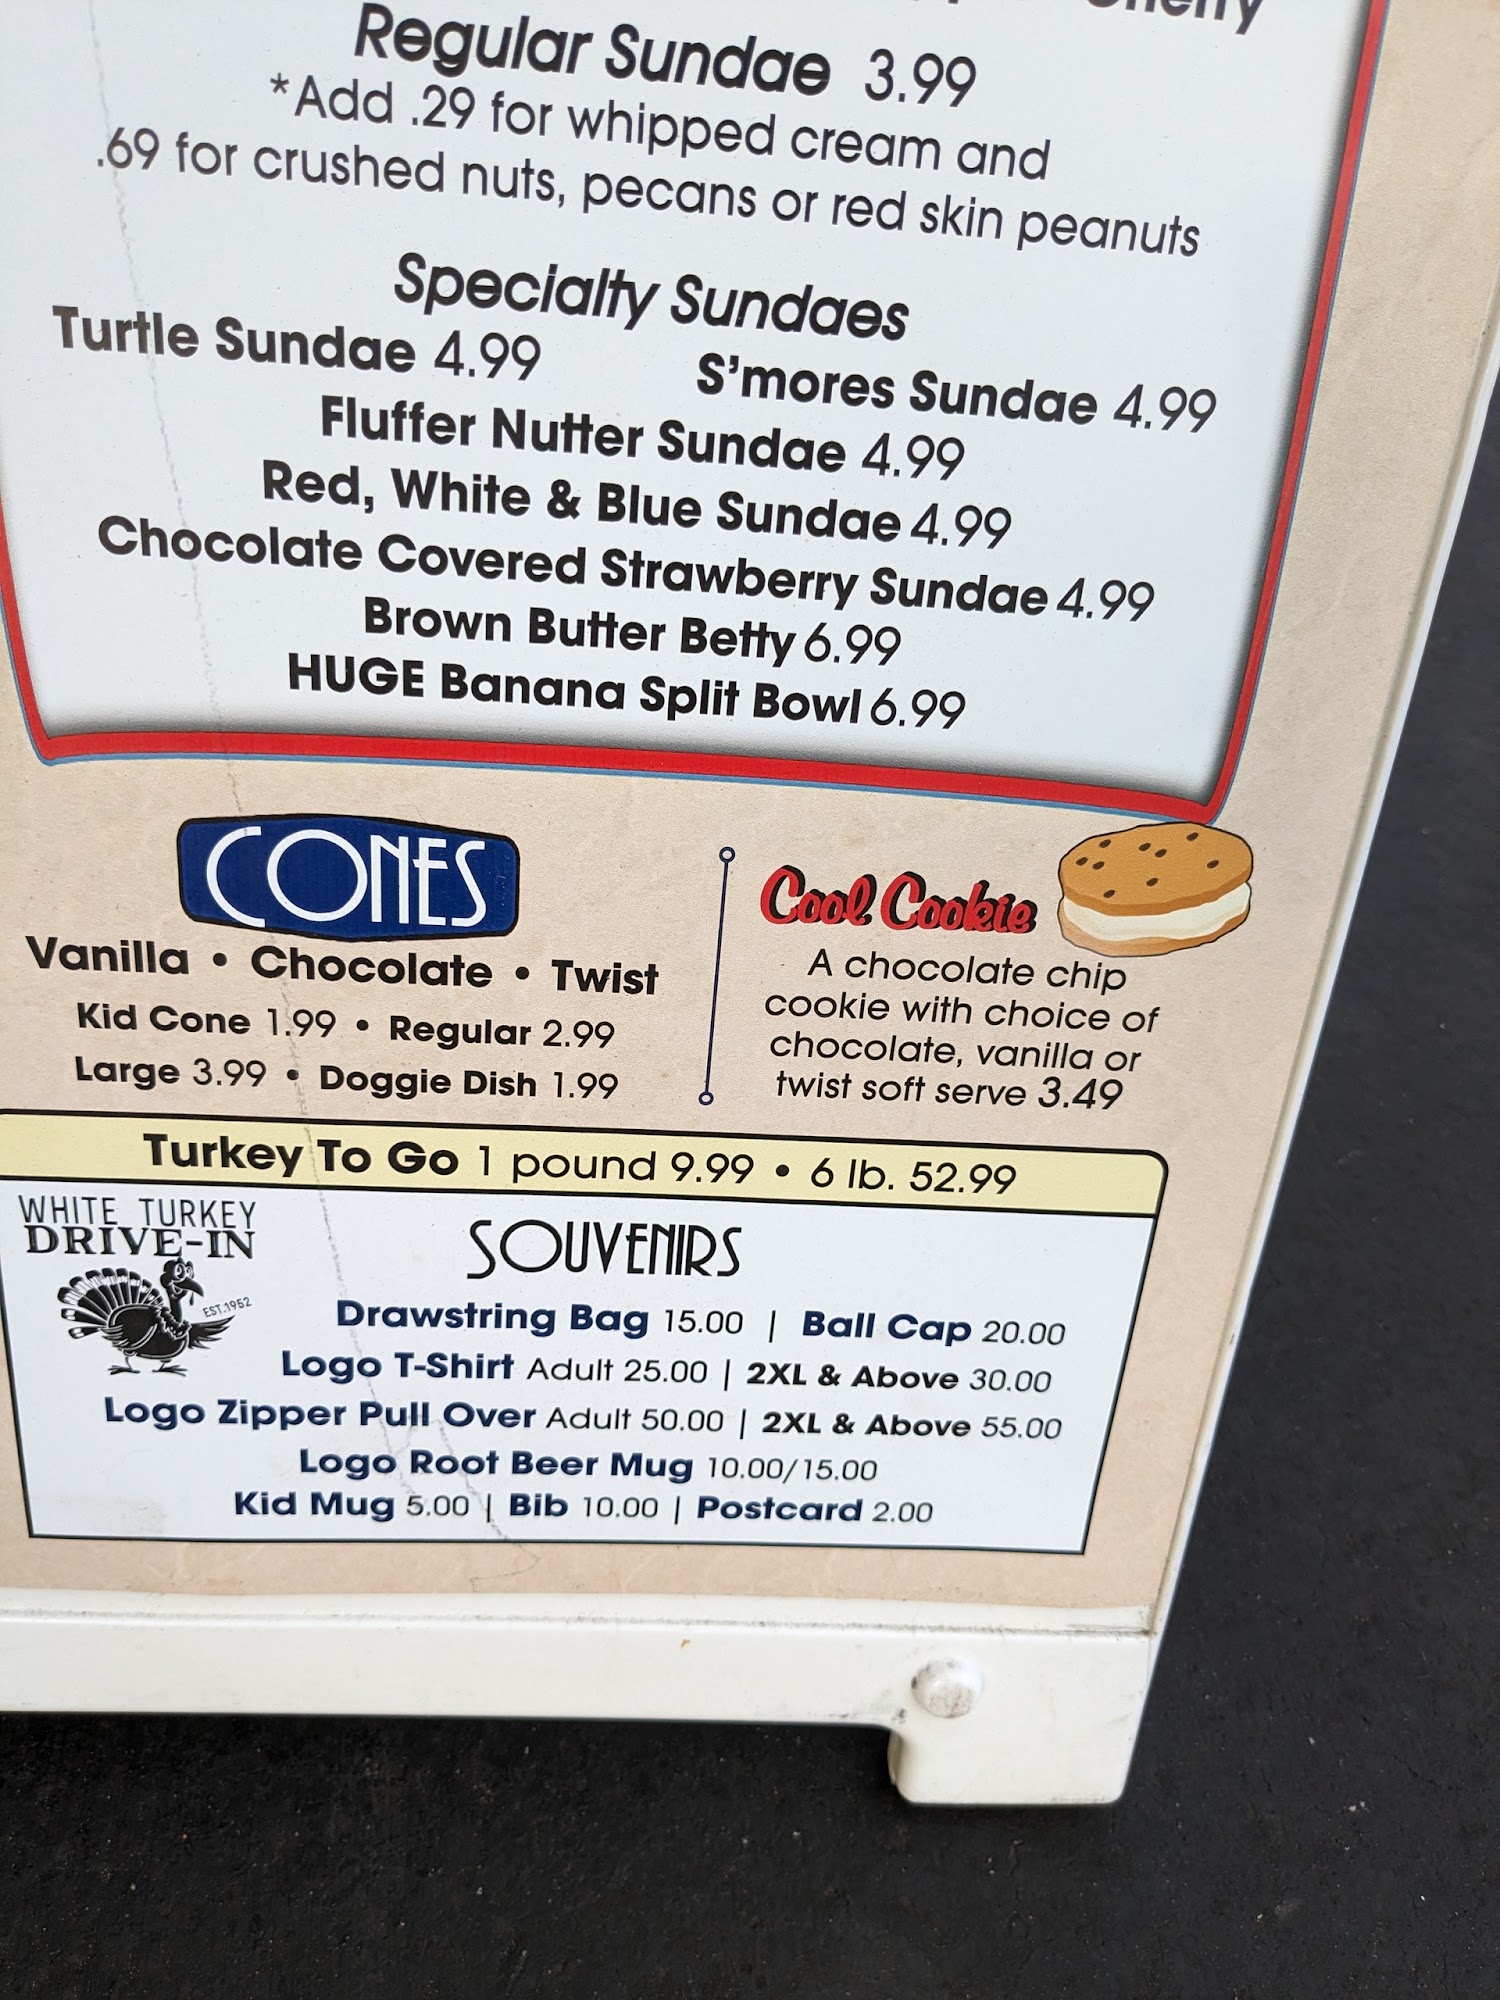 Regular Sundae 3.99
*Add .29 for whipped cream and
.69 for crushed nuts, pecans or red skin peanuts
Specialty Sundaes
Turtle Sundae 4.99 S'mores Sundae 4.99
Fluffer Nutter Sundae 4.99
Red, White & Blue Sundae 4.99
Chocolate Covered Strawberry Sundae 4.99
Brown Butter Betty 6.99
HUGE Banana Split Bowl 6.99
CONES
Vanilla • Chocolate • Twist
Kid Cone 1.99 • Regular 2.99
Large 3.99 • Doggie Dish 1.99
Cool Cookie
A chocolate chip
cookie with choice of
chocolate, vanilla or
twist soft serve 3.49
Turkey To Go 1 pound 9.99 • 6 lb. 52.99
WHITE TURKEY
DRIVE-IN
EST.1952
SOUVENIRS
Drawstring Bag 15.00 | Ball Cap 20.00
Logo T-Shirt Adult 25.00 | 2XL & Above 30.00
Logo Zipper Pull Over Adult 50.00 | 2XL & Above 55.00
Logo Root Beer Mug 10.00/15.00
Kid Mug 5.00 | Bib 10.00 | Postcard 2.00